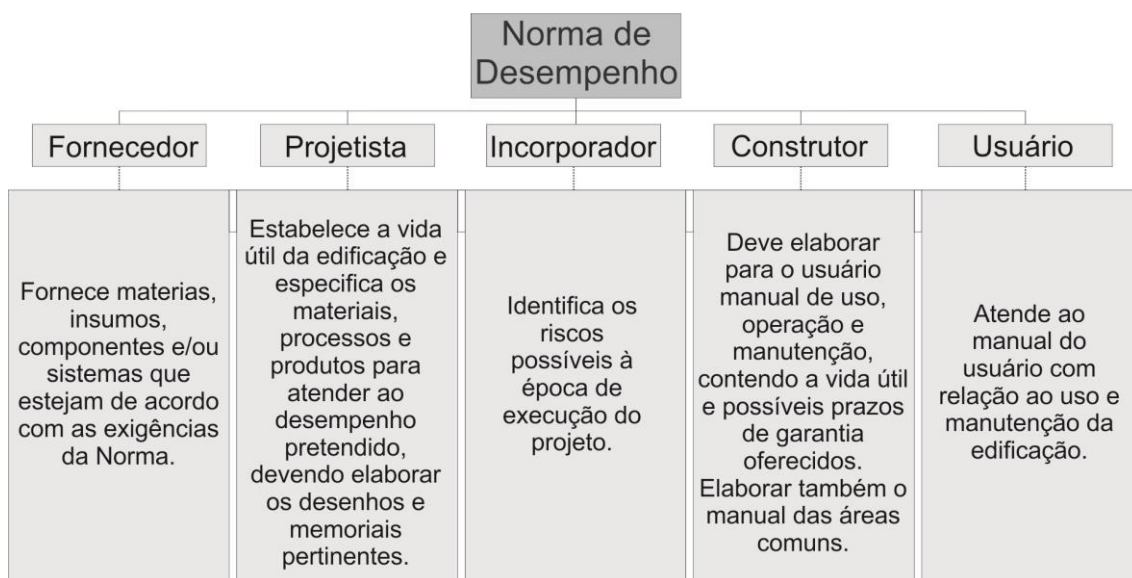 Norma de
Desempenho
Fornecedor
Projetista
Incorporador
Construtor
Usuário
Fornece materias,
insumos,
componentes e/ou
sistemas que
estejam de acordo
com as exigências
da Norma.
Estabelece a vida
útil da edificação e
especifica os
materiais,
processos e
produtos para
atender ao
desempenho
pretendido,
devendo elaborar
os desenhos e
memoriais
pertinentes.
Identifica os
riscos
possíveis à
época de
execução do
projeto.
Deve elaborar
para o usuário
manual de uso,
operação e
manutenção,
contendo a vida útil
e possíveis prazos
de garantia
oferecidos.
Elaborar também o
manual das áreas
comuns.
Atende ao
manual do
usuário com
relação ao uso e
manutenção da
edificação.